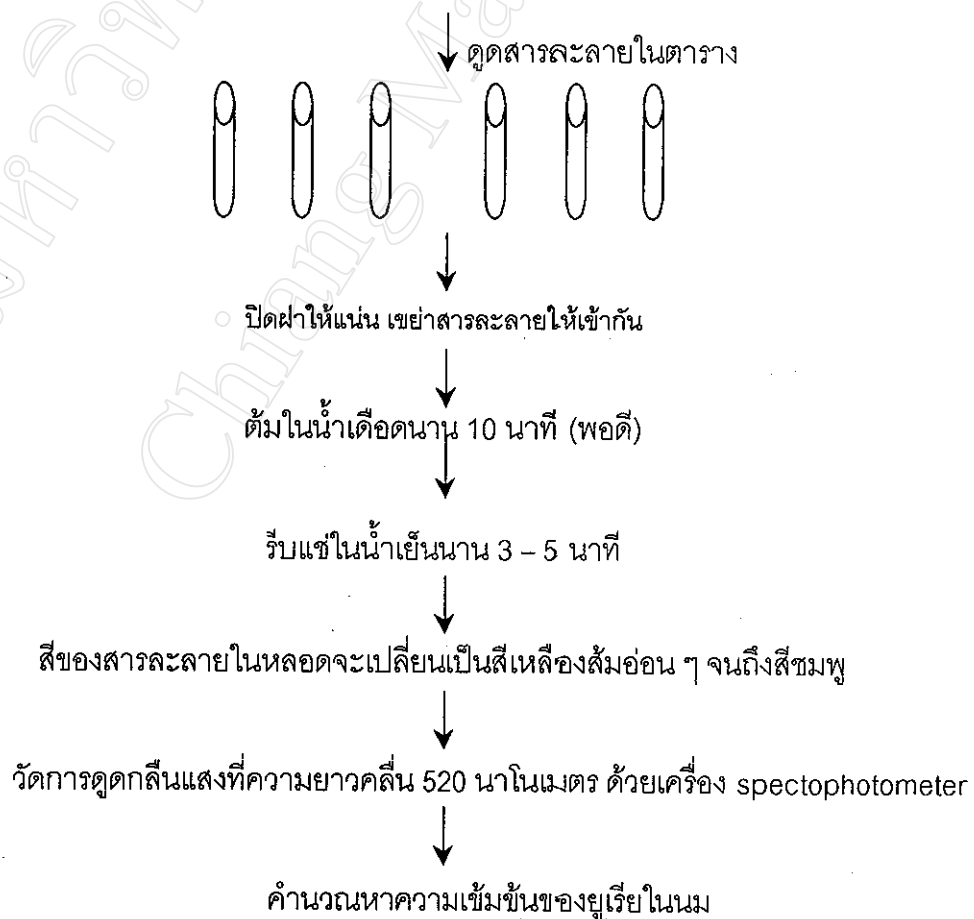 ดูดสารละลายในตาราง
ปิดฝาให้แน่น เขย่าสารละลายให้เข้ากัน
ต้มในน้ำเดือดนาน 10 นาที (พอดี)
รีบแช่ในน้ำเย็นนาน 3 – 5 นาที
สีของสารละลายในหลอดจะเปลี่ยนเป็นสีเหลืองส้มอ่อน ๆ จนถึงสีชมพู
วัดการดูดกลืนแสงที่ความยาวคลื่น 520 นาโนเมตร ด้วยเครื่อง spectophotometer
คำนวณหาความเข้มข้นของยูเรียในนม
Chiang Ma